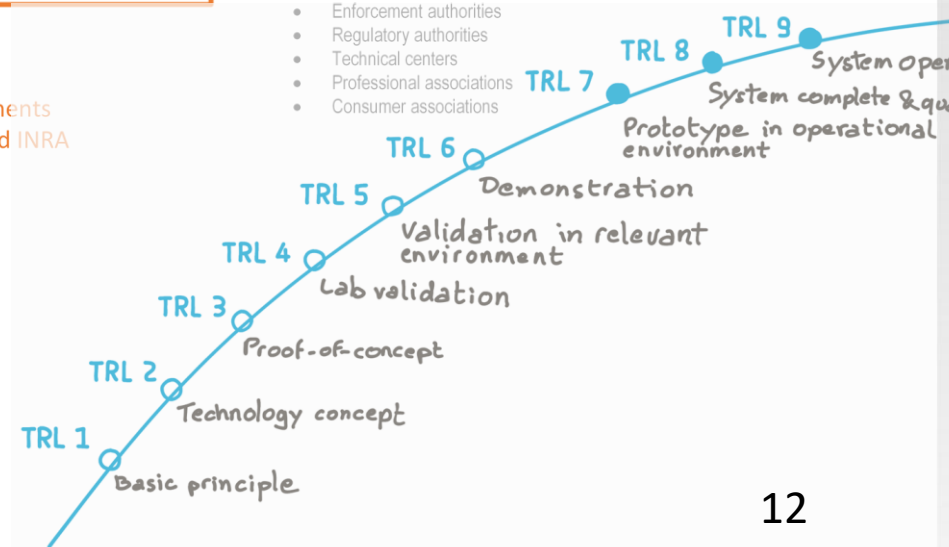 Enforcement authorities
Regulatory authorities
Technical centers
Professional associations
Consumer associations
INRA
TRL 9
System
TRL 8
System complete &
TRL 7
Prototype in operational
environment
TRL 6
Demonstration
TRL 5
Validation in relevant
environment
TRL 4
Lab validation
TRL 3
Proof-of-concept
TRL 2
Technology concept
TRL 1
Basic principle
12